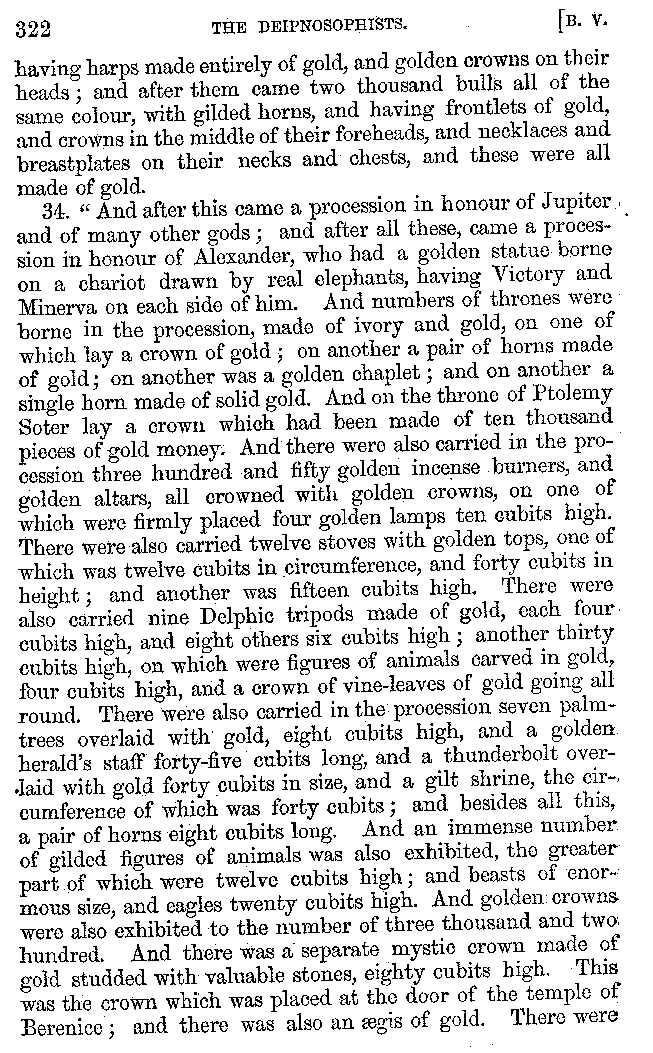 322 THE DEIPNOSOPHISTS. [B. V.
having harps made entirely of gold, and golden crowns on their
heads; and after them came two thousand bulls all of the
same colour, with gilded horns, and having frontlets of gold,
and crowns in the middle of their foreheads, and necklaces and
breastplates on their necks and chests, and these were all
made of gold.
34. “And after this came a procession in honour of Jupiter
and of many other gods; and after all these, came a proces-
sion in honour of Alexander, who had a golden statue borne
on a chariot drawn by real elephants, having Victory and
Minerva on each side of him. And numbers of thrones were
borne in the procession, made of ivory and gold, on one of
which lay a crown of gold; on another a pair of horns made
of gold; on another was a golden chaplet; and on another a
single horn made of solid gold. And on the throne of Ptolemy
Soter lay a crown which had been made of ten thousand
pieces of gold money. And there were also carried in the pro-
cession three hundred and fifty golden incense burners, and
golden altars, all crowned with golden crowns, on one of
which were firmly placed four golden lamps ten cubits high.
There were also carried twelve stoves with golden tops, one of
which was twelve cubits in circumference, and forty cubits in
height; and another was fifteen cubits high. There were
also carried nine Delphic tripods made of gold, each four
cubits high, and eight others six cubits high; another thirty
cubits high, on which were figures of animals carved in gold,
four cubits high, and a crown of vine-leaves of gold going all
round. There were also carried in the procession seven palm-
trees overlaid with gold, eight cubits high, and a golden
herald's staff forty-five cubits long, and a thunderbolt over-
laid with gold forty cubits in size, and a gilt shrine, the cir-
cumference of which was forty cubits; and besides all this,
a pair of horns eight cubits long. And an immense number
of gilded figures of animals was also exhibited, the greater
part of which were twelve cubits high; and beasts of enor-
mous size, and eagles twenty cubits high. And golden crowns
were also exhibited to the number of three thousand and two
hundred. And there was a separate mystic crown made of
gold studded with valuable stones, eighty cubits high. This
was the crown which was placed at the door of the temple of
Berenice; and there was also an ægis of gold. There were